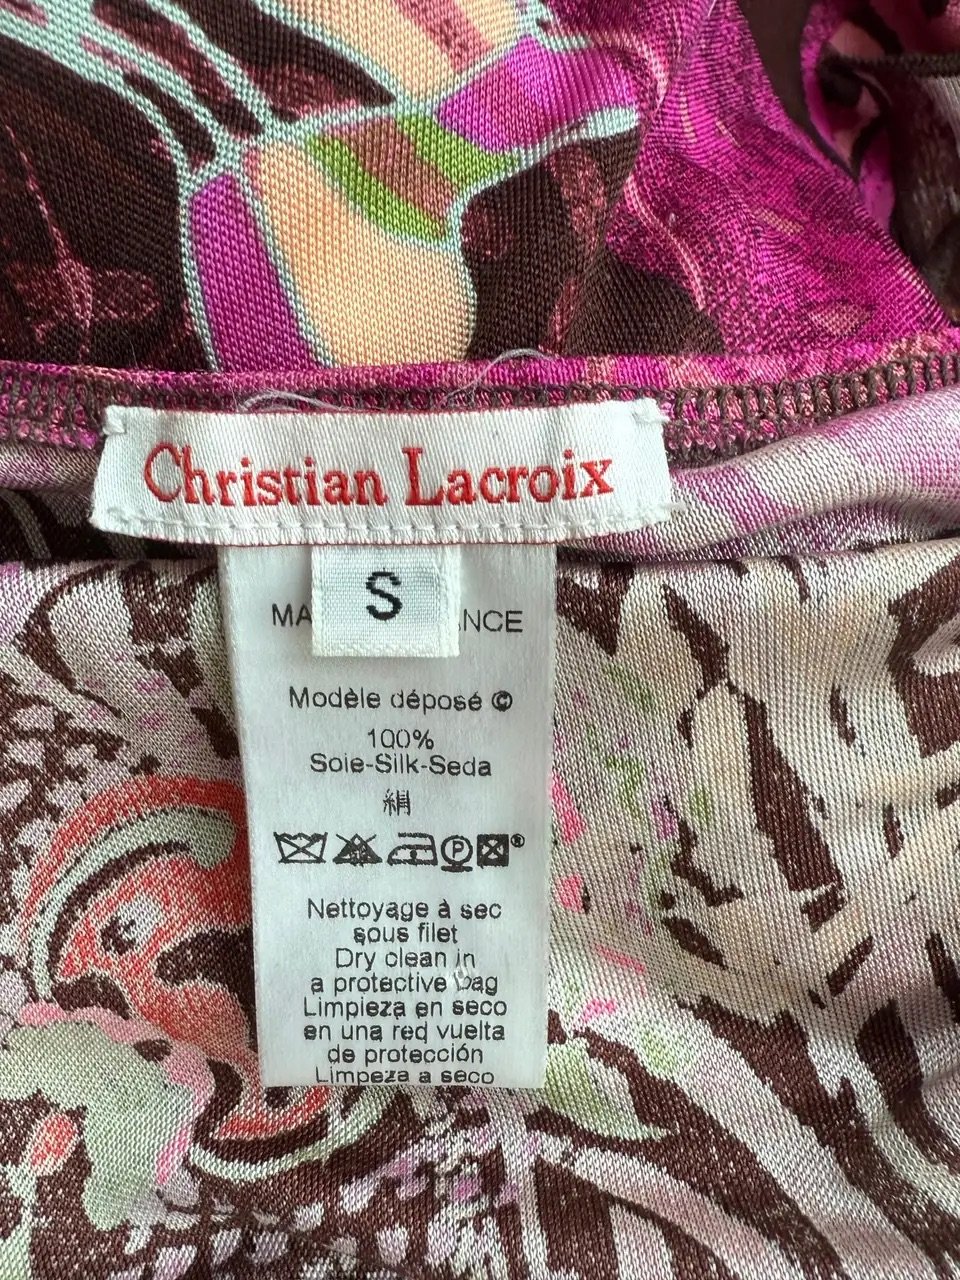 Christian Lacroix
S
MA NCE
Modèle déposé ©
100%
Soie-Silk-Seda
絹
P
Nettoyage à sec
sous filet
Dry clean in
a protective bag
Limpieza en seco
en una red vuelta
de protección
Limpeza a seco